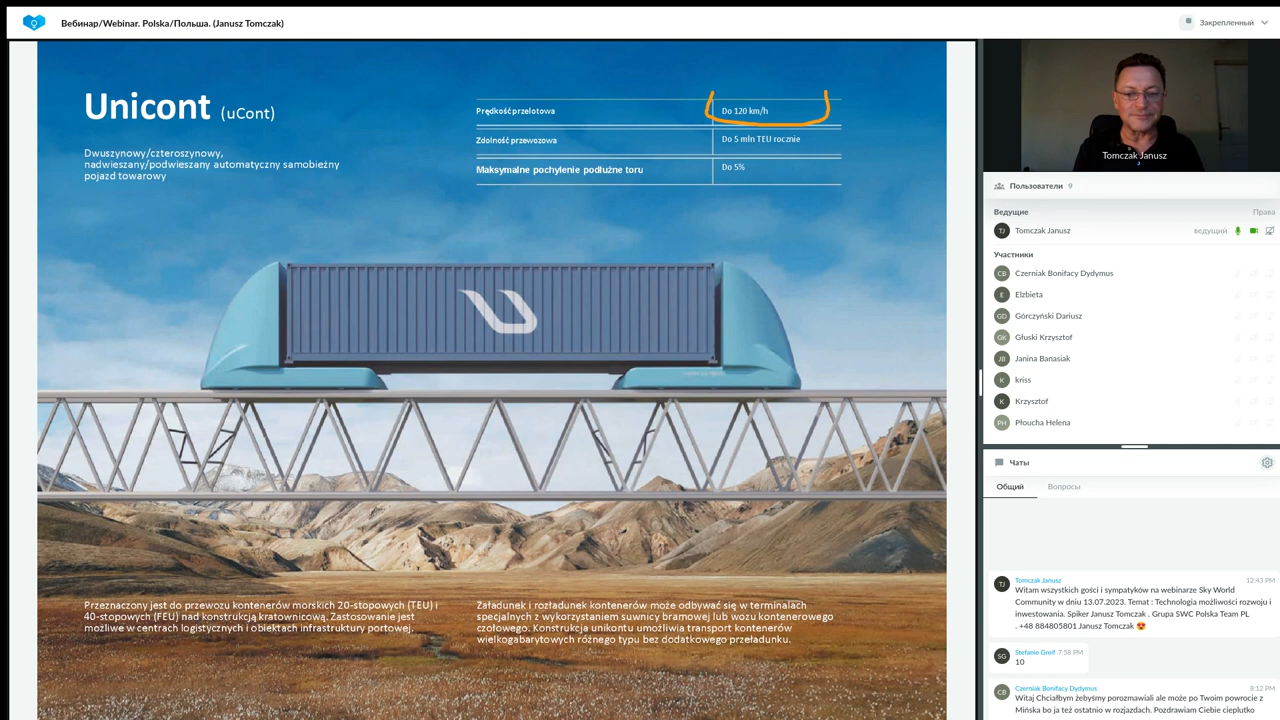 Вебинар/Webinar. Polska/Польша. (Janusz Tomczak)
Закрепленный
Unicont (uCont)
Dwuszynowy/czteroszynowy,
nadwieszany/podwieszany automatyczny samobieżny
pojazd towarowy
Prędkość przelotowa
Do 120 km/h
Zdolność przewozowa
Do 5 mln TEU rocznie
Maksymalne pochylenie podłużne toru
Do 5%
Przeznaczony jest do przewozu kontenerów morskich 20-stopowych (TEU) i
40-stopowych (FEU) nad konstrukcją kratownicową. Zastosowanie jest
możliwe w centrach logistycznych i obiektach infrastruktury portowej.
Załadunek i rozładunek kontenerów może odbywać się w terminalach
specjalnych z wykorzystaniem suwnicy bramowej lub wozu kontenerowego
czołowego. Konstrukcja unikontu umożliwia transport kontenerów
wielkogabarytowych różnego typu bez dodatkowego przeładunku.
Tomczak Janusz
Пользователи 9
Ведущие
Права
TJ
Tomczak Janusz
ведущий
Участники
CB
Czerniak Bonifacy Dydymus
E
Elzbieta
GD
Górczyński Dariusz
GK
Głuski Krzysztof
JB
Janina Banasiak
K
kriss
K
Krzysztof
PH
Płoucha Helena
Чаты
Общий
Вопросы
TJ
Tomczak Janusz
12:43 PM
Witam wszystkich gości i sympatyków na webinarze Sky World
Community w dniu 13.07.2023. Temat : Technologia możliwości rozwoju i
inwestowania. Spiker Janusz Tomczak . Grupa SWC Polska Team PL
. +48 884805801 Janusz Tomczak 😍
SG
Stefanie Greif 7:58 PM
10
CB
Czerniak Bonifacy Dydymus
8:12 PM
Witaj Chciałbym żebyśmy porozmawiali ale może po Twoim powrocie z
Mińska bo ja też ostatnio w rozjazdach. Pozdrawiam Ciebie cieplutko